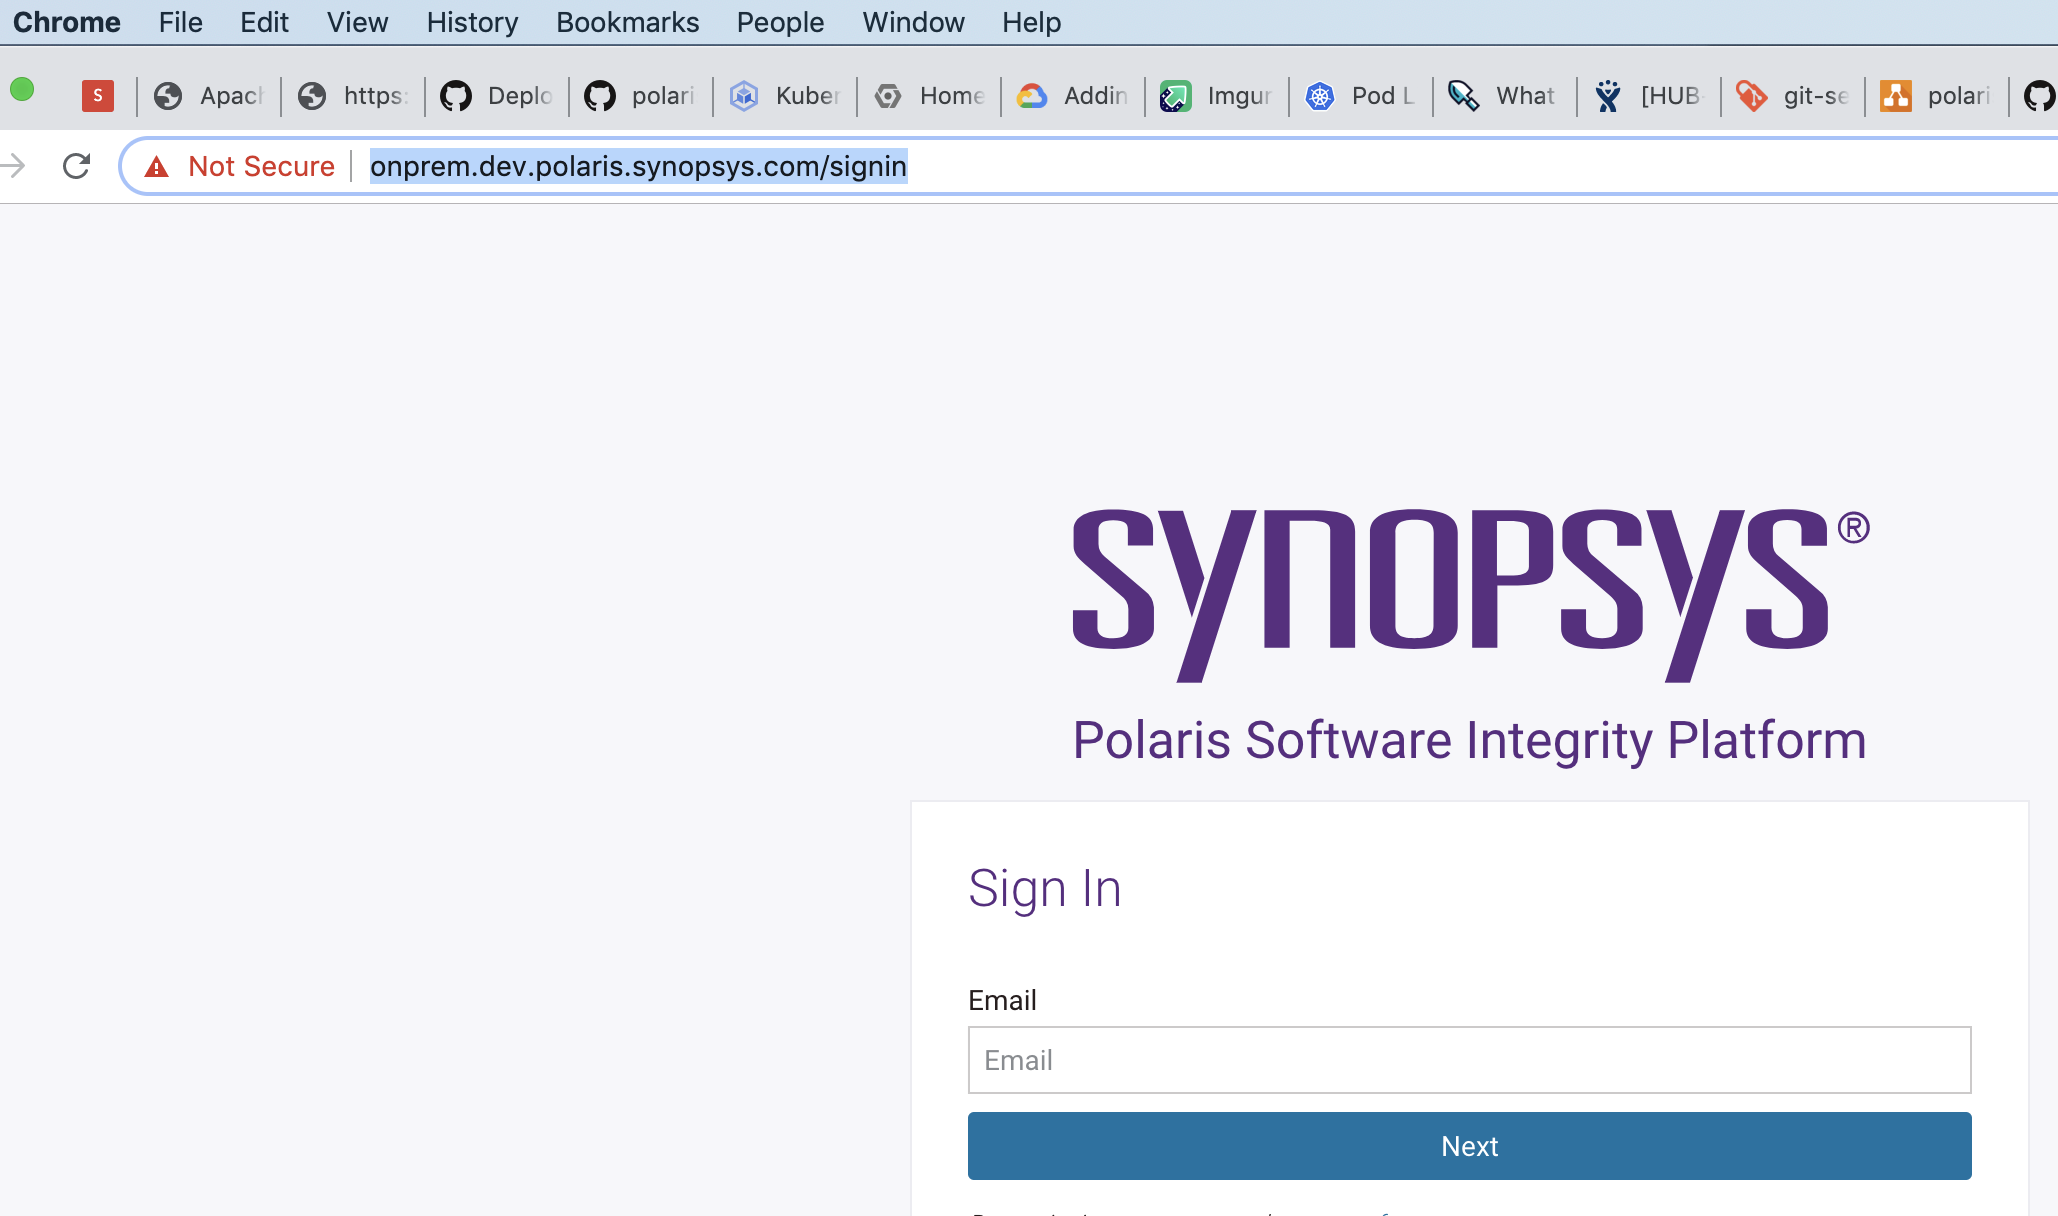 Chrome File Edit View History Bookmarks People Window Help
S Apach https: Deplo polari Kuber Home Addin Imgur Pod L What [HUB- git-se polari
Not Secure onprem.dev.polaris.synopsys.com/signin
SYNOPSYS®
Polaris Software Integrity Platform
Sign In
Email
Email
Next